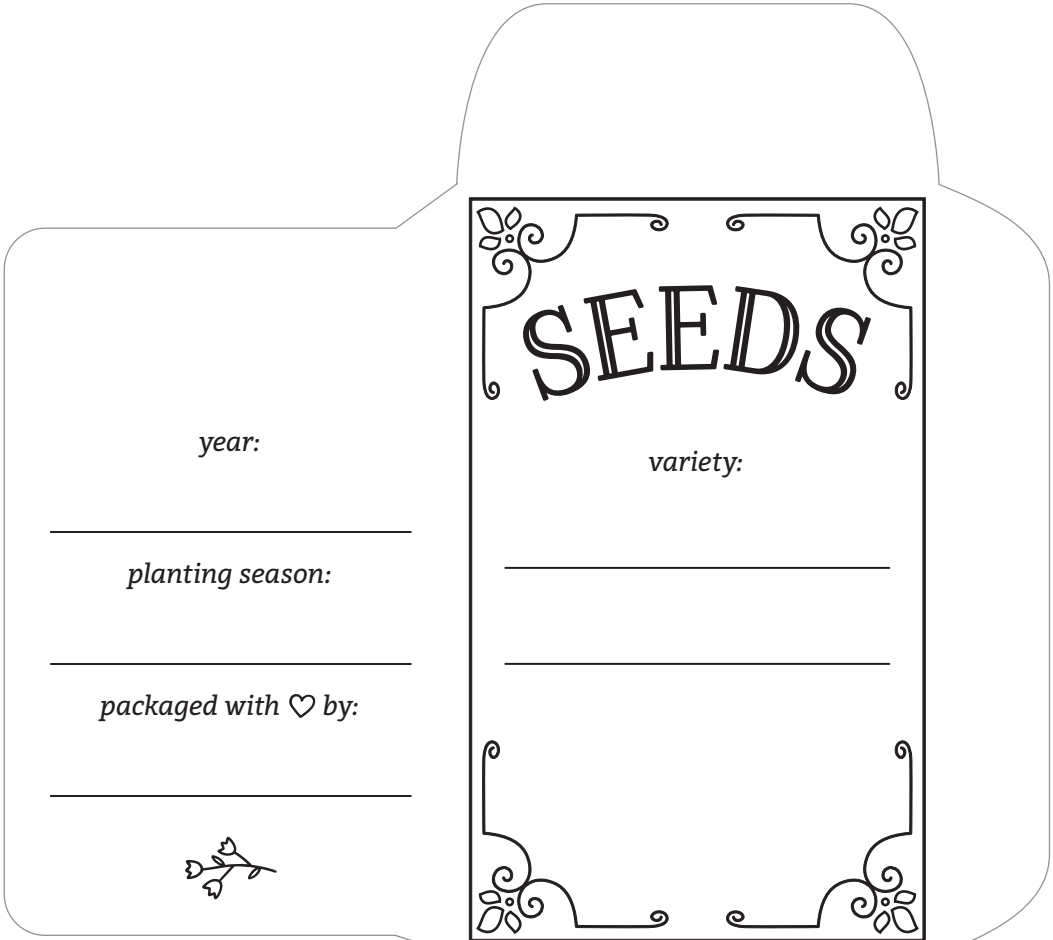 SEEDS
variety:
year:
planting season:
packaged with ♡ by: